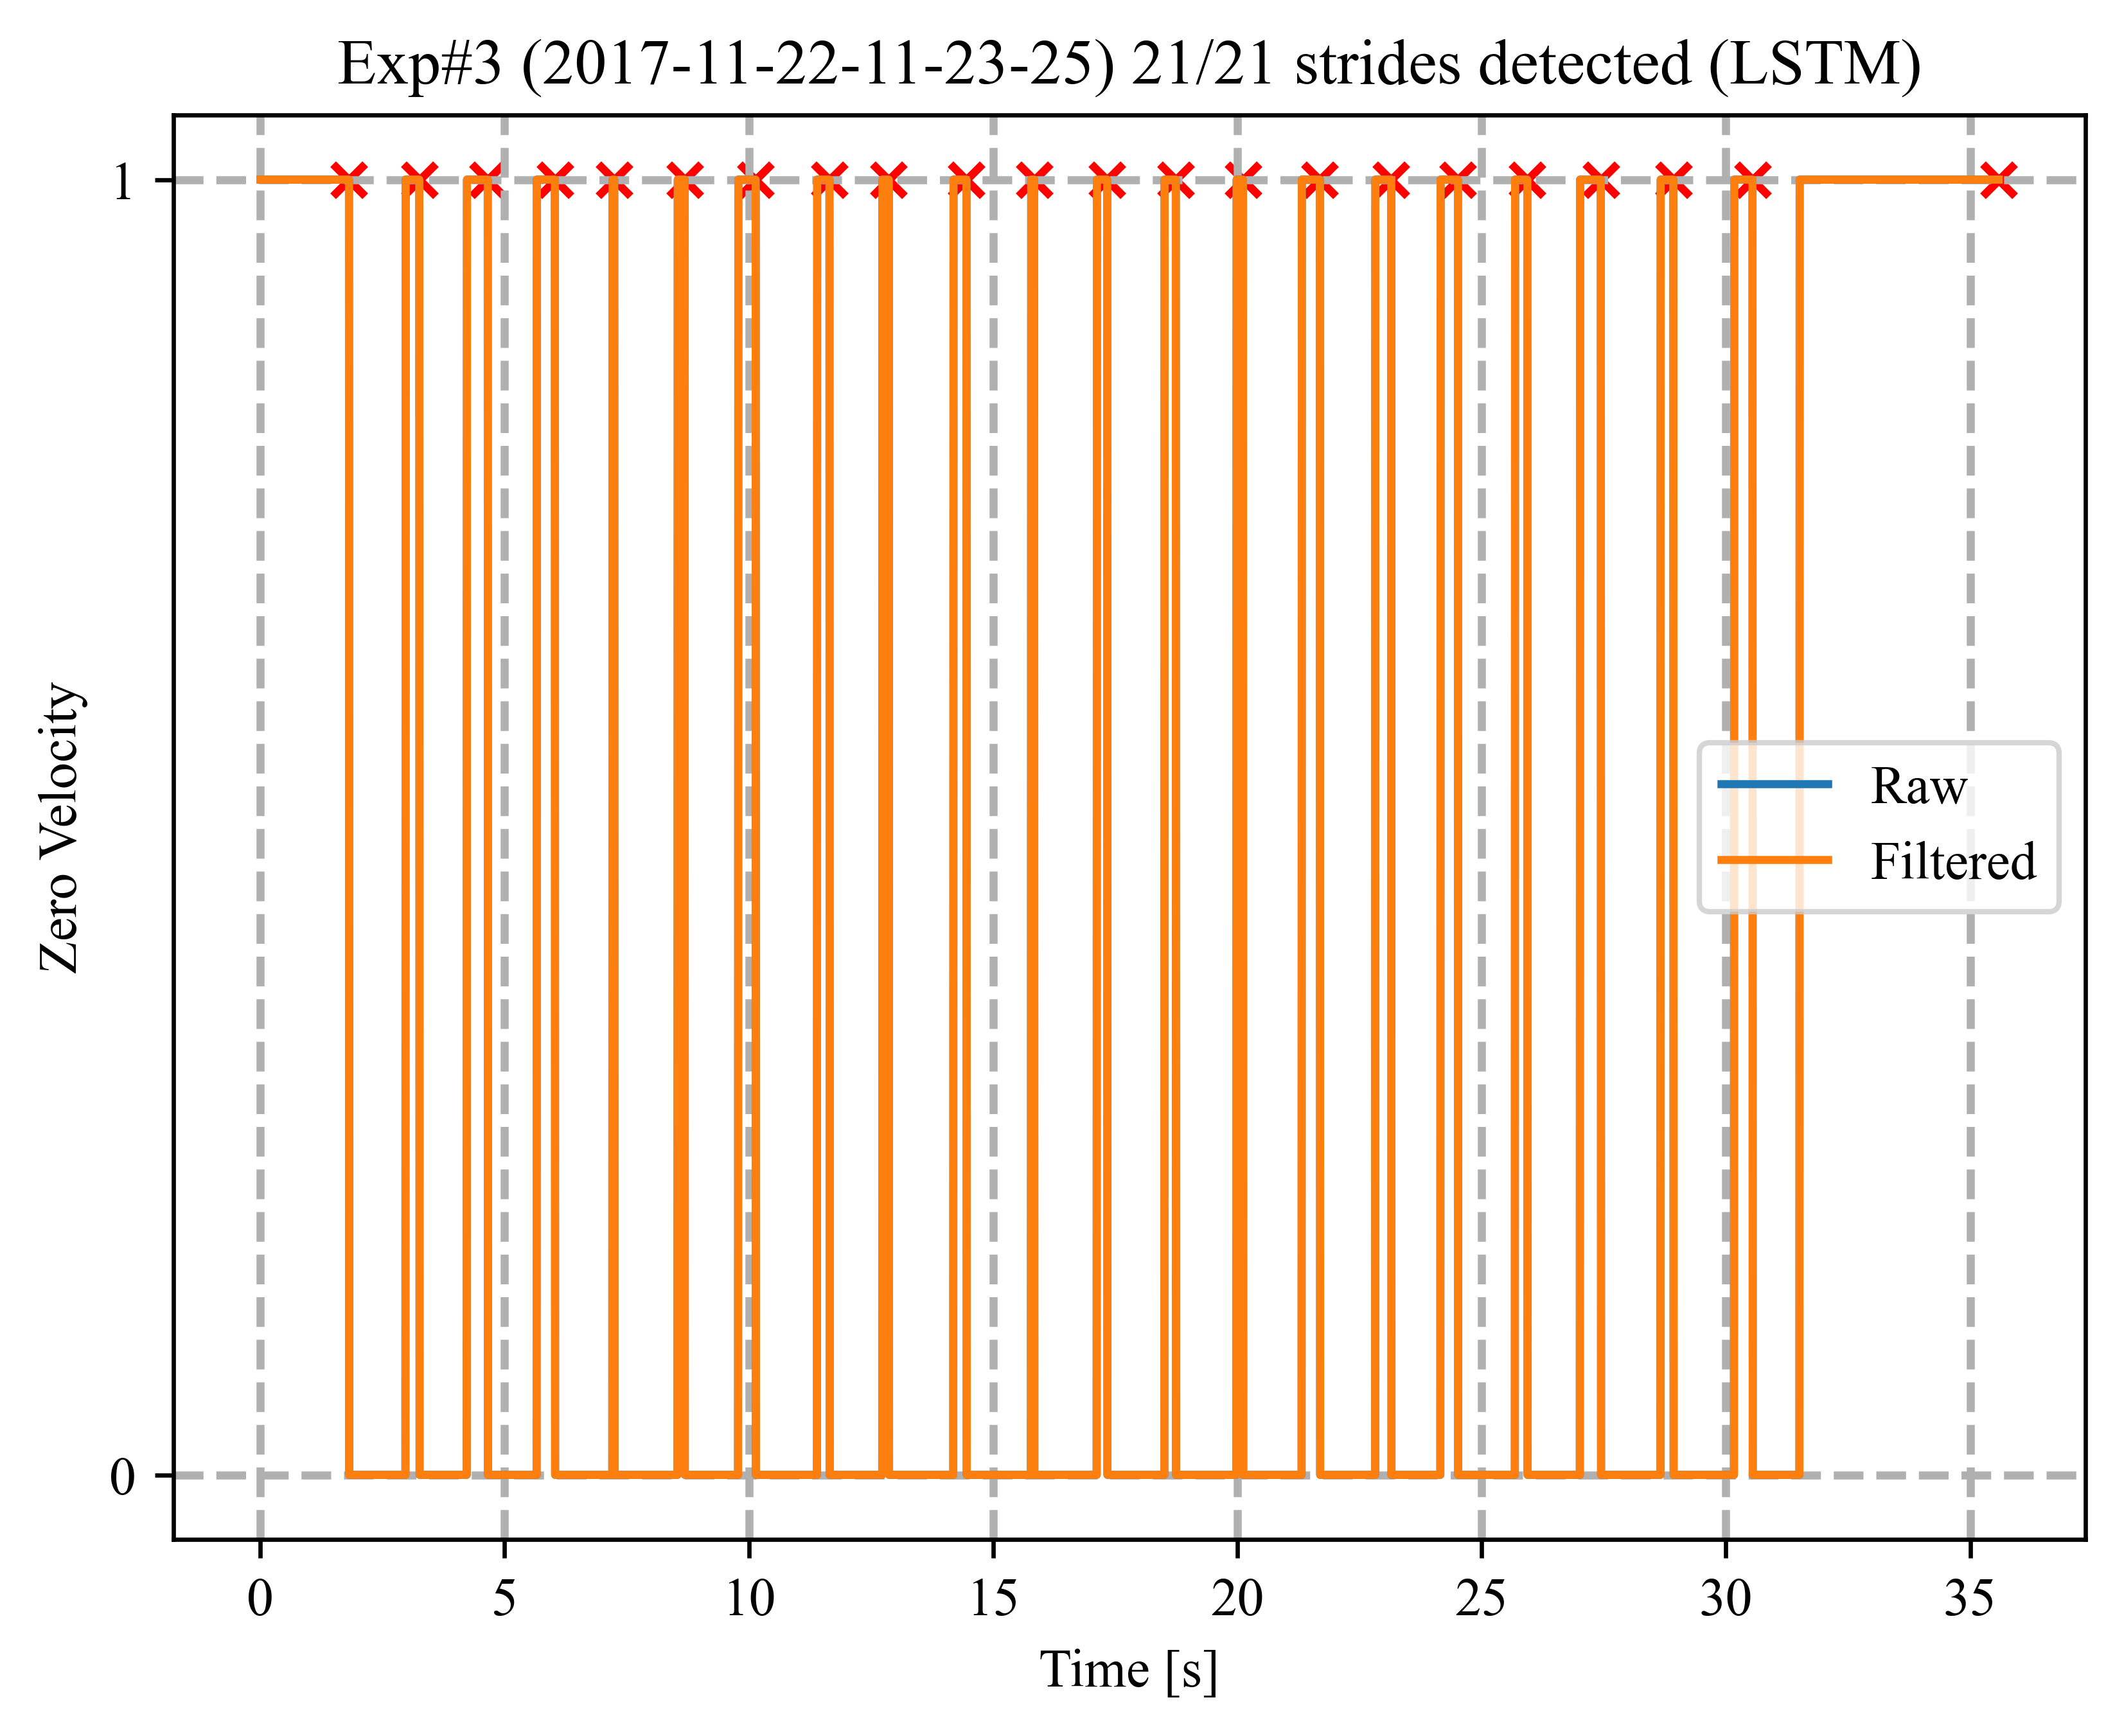 Exp#3 (2017-11-22-11-23-25) 21/21 strides detected (LSTM)
1
Zero Velocity
Raw
Filtered
0
0 5 10 15 20 25 30 35
Time [s]